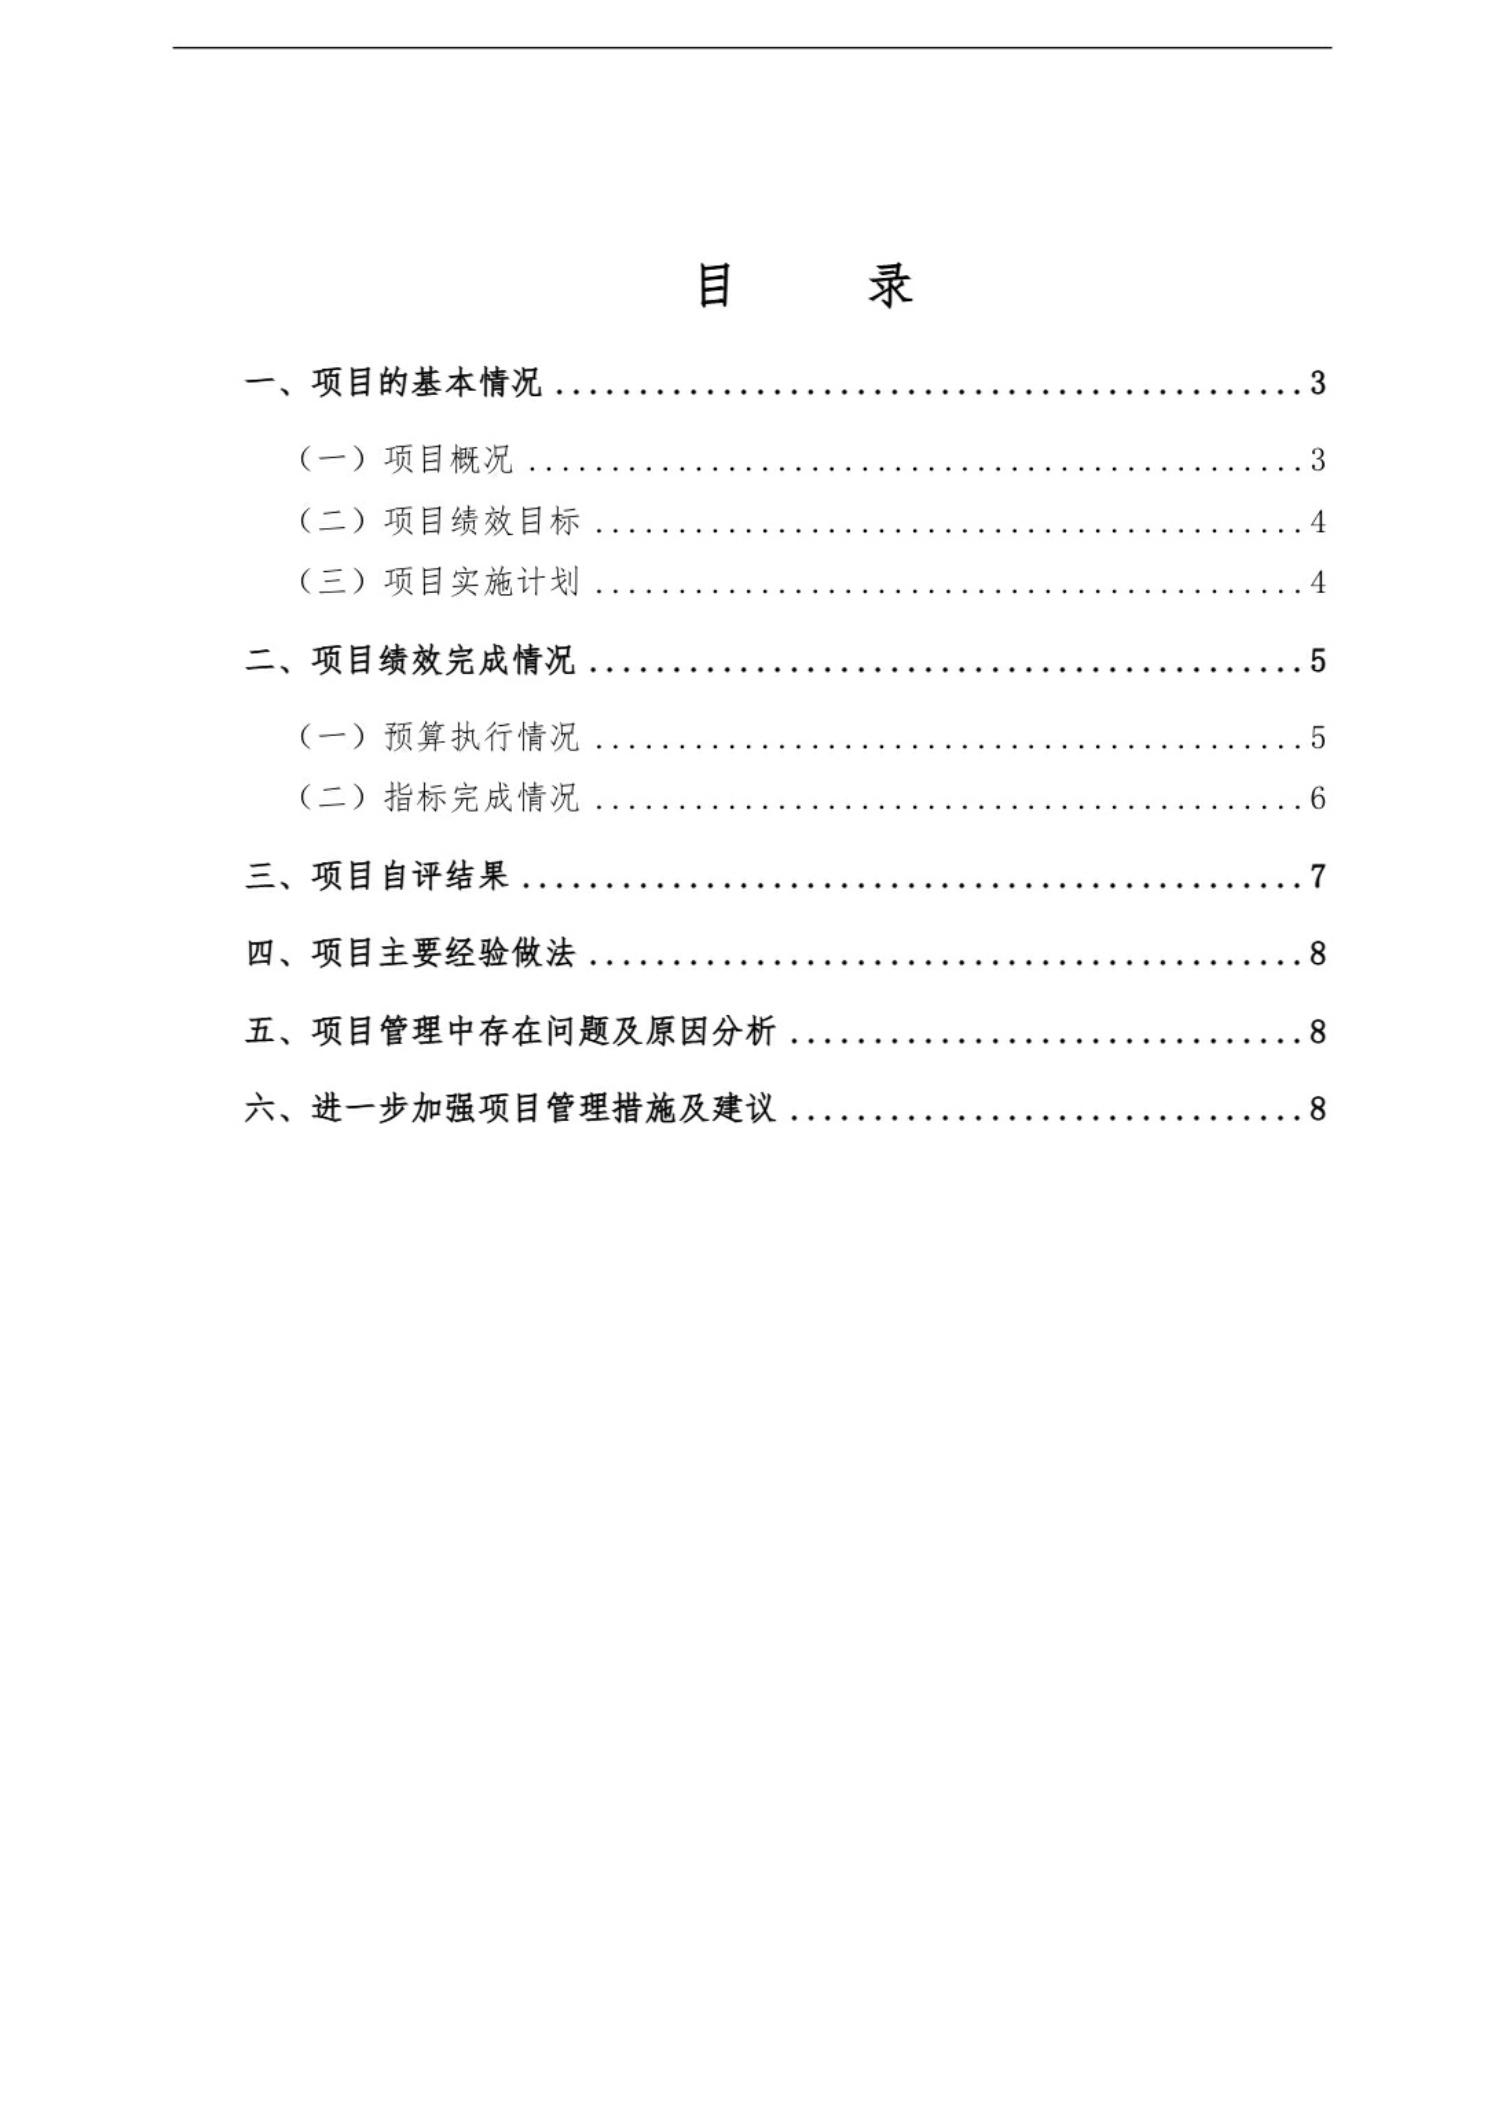 目 录
一、项目的基本情况 ............................................. 3
（一）项目概况 ............................................... 3
（二）项目绩效目标 ........................................... 4
（三）项目实施计划 ........................................... 4
二、项目绩效完成情况 ........................................... 5
（一）预算执行情况 ........................................... 5
（二）指标完成情况 ........................................... 6
三、项目自评结果 ............................................... 7
四、项目主要经验做法 ........................................... 8
五、项目管理中存在问题及原因分析 ............................... 8
六、进一步加强项目管理措施及建议 ............................... 8